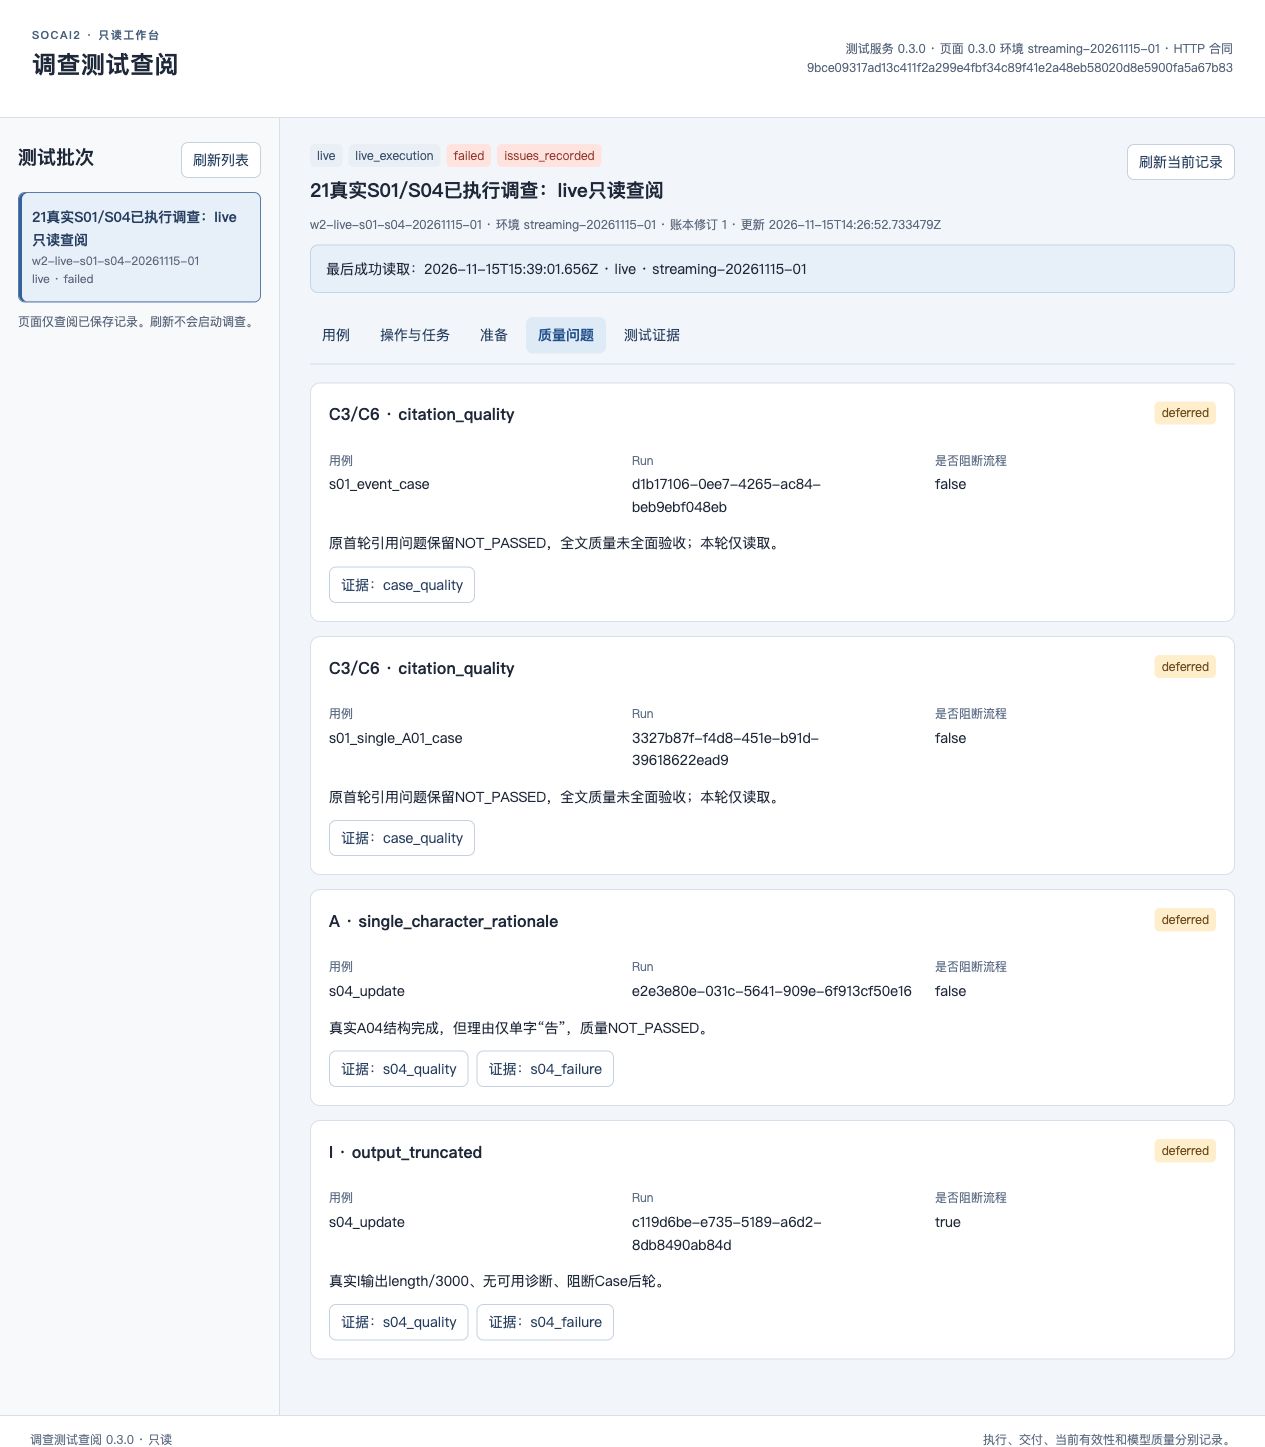 SOCAI2 · 只读工作台
调查测试查阅
测试服务 0.3.0 · 页面 0.3.0 环境 streaming-20261115-01 · HTTP 合同
9bce09317ad13c411f2a299e4fbf34c89f41e2a48eb58020d8e5900fa5a67b83
测试批次
刷新列表
21真实S01/S04已执行调查：live
只读查阅
w2-live-s01-s04-20261115-01
live · failed
页面仅查阅已保存记录。刷新不会启动调查。
live live_execution failed issues_recorded
刷新当前记录
21真实S01/S04已执行调查：live只读查阅
w2-live-s01-s04-20261115-01 · 环境 streaming-20261115-01 · 账本修订 1 · 更新 2026-11-15T14:26:52.733479Z
最后成功读取：2026-11-15T15:39:01.656Z · live · streaming-20261115-01
用例 操作与任务 准备 质量问题 测试证据
C3/C6 · citation_quality
deferred
用例 Run 是否阻断流程
s01_event_case d1b17106-0ee7-4265-ac84- false
beb9ebf048eb
原首轮引用问题保留NOT_PASSED，全文质量未全面验收；本轮仅读取。
证据：case_quality
C3/C6 · citation_quality
deferred
用例 Run 是否阻断流程
s01_single_A01_case 3327b87f-f4d8-451e-b91d- false
39618622ead9
原首轮引用问题保留NOT_PASSED，全文质量未全面验收；本轮仅读取。
证据：case_quality
A · single_character_rationale
deferred
用例 Run 是否阻断流程
s04_update e2e3e80e-031c-5641-909e-6f913cf50e16 false
真实A04结构完成，但理由仅单字“告”，质量NOT_PASSED。
证据：s04_quality 证据：s04_failure
I · output_truncated
deferred
用例 Run 是否阻断流程
s04_update c119d6be-e735-5189-a6d2- true
8db8490ab84d
真实I输出length/3000、无可用诊断、阻断Case后轮。
证据：s04_quality 证据：s04_failure
调查测试查阅 0.3.0 · 只读
执行、交付、当前有效性和模型质量分别记录。